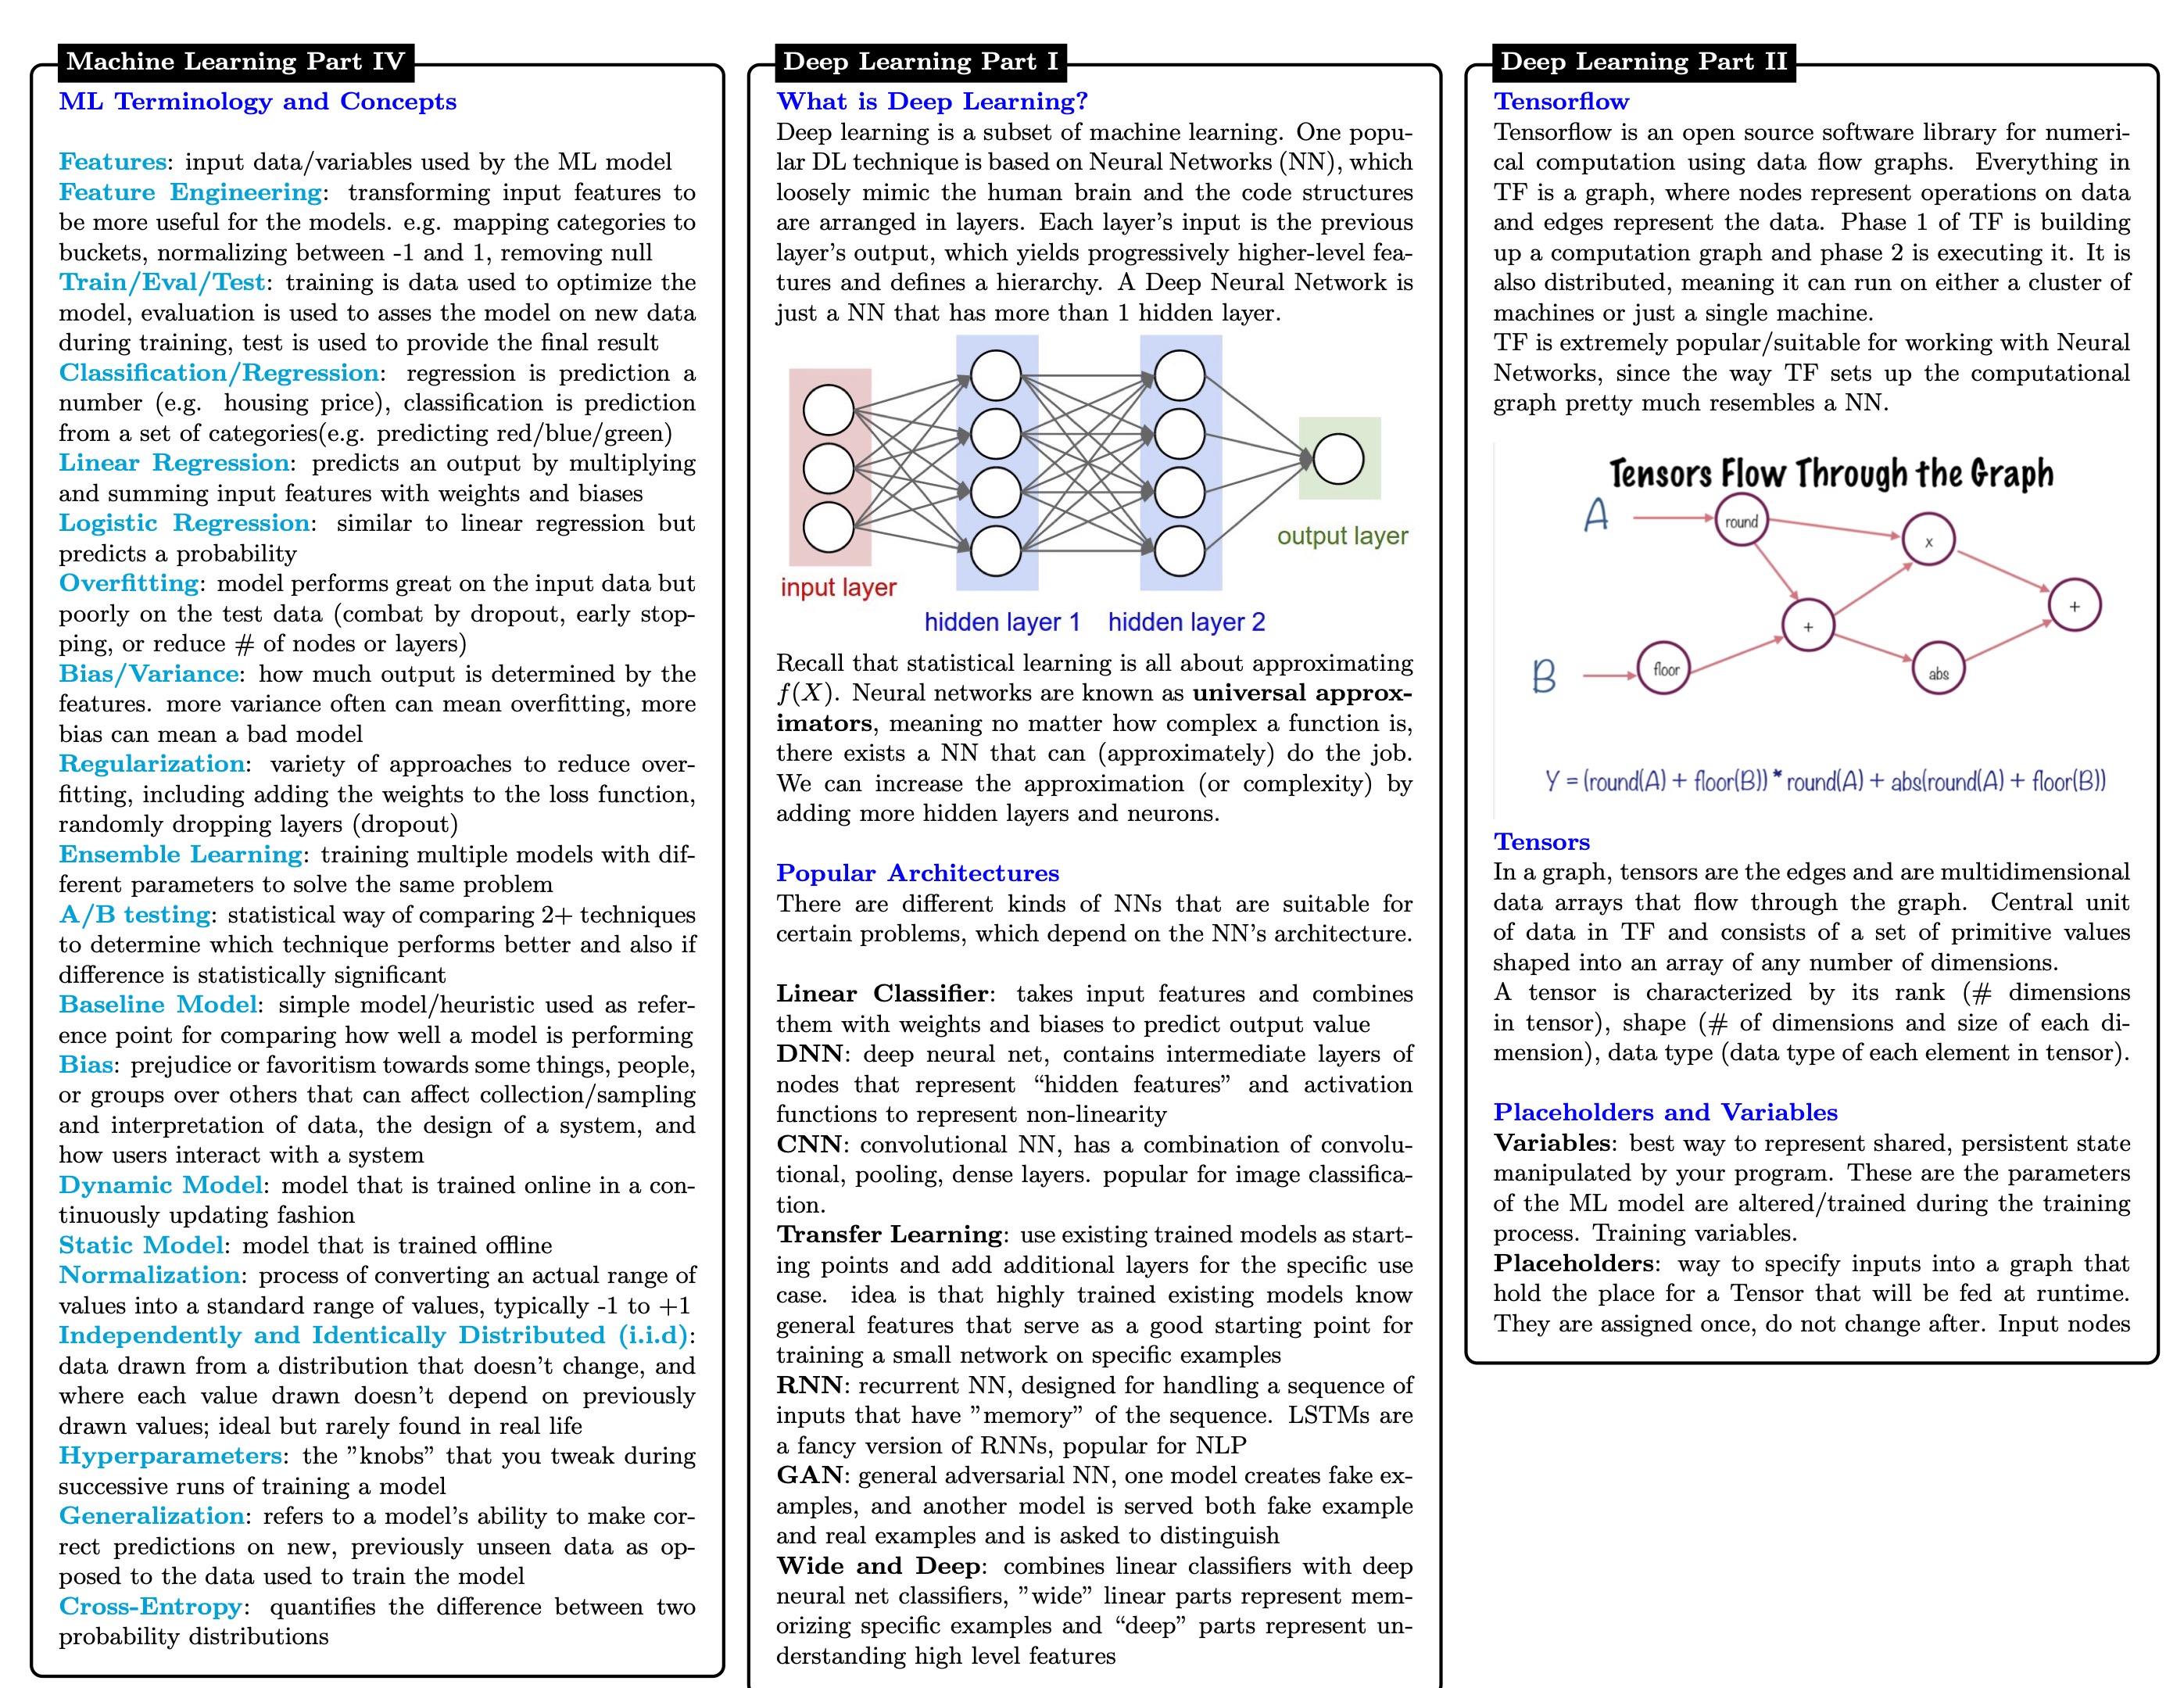 Machine Learning Part IV
ML Terminology and Concepts
Features: input data/variables used by the ML model
Feature Engineering: transforming input features to
be more useful for the models. e.g. mapping categories to
buckets, normalizing between -1 and 1, removing null
Train/Eval/Test: training is data used to optimize the
model, evaluation is used to asses the model on new data
during training, test is used to provide the final result
Classification/Regression: regression is prediction a
number (e.g. housing price), classification is prediction
from a set of categories(e.g. predicting red/blue/green)
Linear Regression: predicts an output by multiplying
and summing input features with weights and biases
Logistic Regression: similar to linear regression but
predicts a probability
Overfitting: model performs great on the input data but
poorly on the test data (combat by dropout, early stop-
ping, or reduce # of nodes or layers)
Bias/Variance: how much output is determined by the
features. more variance often can mean overfitting, more
bias can mean a bad model
Regularization: variety of approaches to reduce over-
fitting, including adding the weights to the loss function,
randomly dropping layers (dropout)
Ensemble Learning: training multiple models with dif-
ferent parameters to solve the same problem
A/B testing: statistical way of comparing 2+ techniques
to determine which technique performs better and also if
difference is statistically significant
Baseline Model: simple model/heuristic used as refer-
ence point for comparing how well a model is performing
Bias: prejudice or favoritism towards some things, people,
or groups over others that can affect collection/sampling
and interpretation of data, the design of a system, and
how users interact with a system
Dynamic Model: model that is trained online in a con-
tinuously updating fashion
Static Model: model that is trained offline
Normalization: process of converting an actual range of
values into a standard range of values, typically -1 to +1
Independently and Identically Distributed (i.i.d):
data drawn from a distribution that doesn't change, and
where each value drawn doesn't depend on previously
drawn values; ideal but rarely found in real life
Hyperparameters: the ”knobs” that you tweak during
successive runs of training a model
Generalization: refers to a model's ability to make cor-
rect predictions on new, previously unseen data as op-
posed to the data used to train the model
Cross-Entropy: quantifies the difference between two
probability distributions
Deep Learning Part I
What is Deep Learning?
Deep learning is a subset of machine learning. One popu-
lar DL technique is based on Neural Networks (NN), which
loosely mimic the human brain and the code structures
are arranged in layers. Each layer's input is the previous
layer's output, which yields progressively higher-level fea-
tures and defines a hierarchy. A Deep Neural Network is
just a NN that has more than 1 hidden layer.
input layer
hidden layer 1
hidden layer 2
output layer
Recall that statistical learning is all about approximating
f(X). Neural networks are known as universal approx-
imators, meaning no matter how complex a function is,
there exists a NN that can (approximately) do the job.
We can increase the approximation (or complexity) by
adding more hidden layers and neurons.
Popular Architectures
There are different kinds of NNs that are suitable for
certain problems, which depend on the NN's architecture.
Linear Classifier: takes input features and combines
them with weights and biases to predict output value
DNN: deep neural net, contains intermediate layers of
nodes that represent “hidden features” and activation
functions to represent non-linearity
CNN: convolutional NN, has a combination of convolu-
tional, pooling, dense layers. popular for image classifica-
tion.
Transfer Learning: use existing trained models as start-
ing points and add additional layers for the specific use
case. idea is that highly trained existing models know
general features that serve as a good starting point for
training a small network on specific examples
RNN: recurrent NN, designed for handling a sequence of
inputs that have ”memory” of the sequence. LSTMs are
a fancy version of RNNs, popular for NLP
GAN: general adversarial NN, one model creates fake ex-
amples, and another model is served both fake example
and real examples and is asked to distinguish
Wide and Deep: combines linear classifiers with deep
neural net classifiers, ”wide” linear parts represent mem-
orizing specific examples and “deep” parts represent un-
derstanding high level features
Deep Learning Part II
Tensorflow
Tensorflow is an open source software library for numeri-
cal computation using data flow graphs. Everything in
TF is a graph, where nodes represent operations on data
and edges represent the data. Phase 1 of TF is building
up a computation graph and phase 2 is executing it. It is
also distributed, meaning it can run on either a cluster of
machines or just a single machine.
TF is extremely popular/suitable for working with Neural
Networks, since the way TF sets up the computational
graph pretty much resembles a NN.
Tensors Flow Through the Graph
A
round
x
+
+
B
floor
abs
Y = (round(A) + floor(B)) * round(A) + abs(round(A) + floor(B))
Tensors
In a graph, tensors are the edges and are multidimensional
data arrays that flow through the graph. Central unit
of data in TF and consists of a set of primitive values
shaped into an array of any number of dimensions.
A tensor is characterized by its rank (# dimensions
in tensor), shape (# of dimensions and size of each di-
mension), data type (data type of each element in tensor).
Placeholders and Variables
Variables: best way to represent shared, persistent state
manipulated by your program. These are the parameters
of the ML model are altered/trained during the training
process. Training variables.
Placeholders: way to specify inputs into a graph that
hold the place for a Tensor that will be fed at runtime.
They are assigned once, do not change after. Input nodes